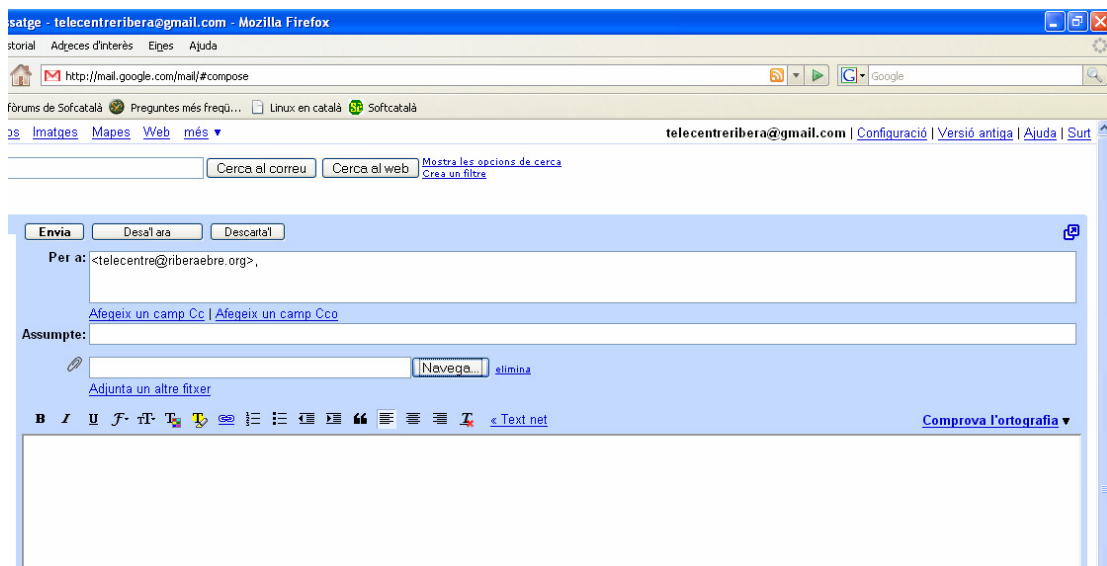 ssatge - telecentreribera@gmail.com - Mozilla Firefox
storial Adreces d'interès Eines Ajuda
http://mail.google.com/mail/#compose G Google
fòrums de Sofcatalà Preguntes més freqü... Linux en català Softcatalà
os Imatges Mapes Web més ▼ telecentreribera@gmail.com | Configuració | Versió antiga | Ajuda | Surt
Cerca al correu Cerca al web Mostra les opcions de cerca
Crea un filtre
Envia Desa'l ara Descarta'l
Per a: <telecentre@riberaebre.org>,
Afegeix un camp Cc | Afegeix un camp Cco
Assumpte:
Navega... elimina
Adjunta un altre fitxer
B I U F T « Text net Comprova l'ortografia ▼